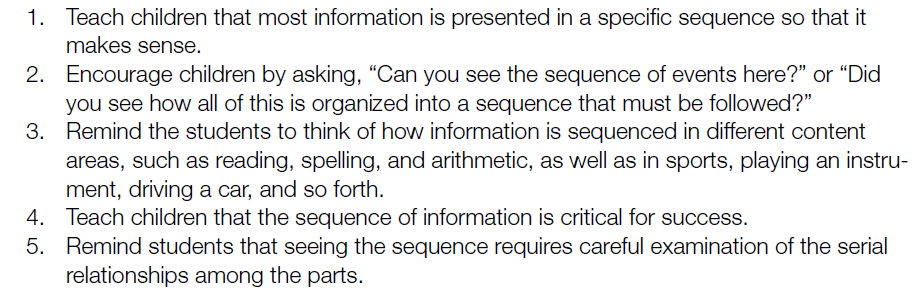 1. Teach children that most information is presented in a specific sequence so that it
makes sense.
2. Encourage children by asking, “Can you see the sequence of events here?” or “Did
you see how all of this is organized into a sequence that must be followed?”
3. Remind the students to think of how information is sequenced in different content
areas, such as reading, spelling, and arithmetic, as well as in sports, playing an instru-
ment, driving a car, and so forth.
4. Teach children that the sequence of information is critical for success.
5. Remind students that seeing the sequence requires careful examination of the serial
relationships among the parts.